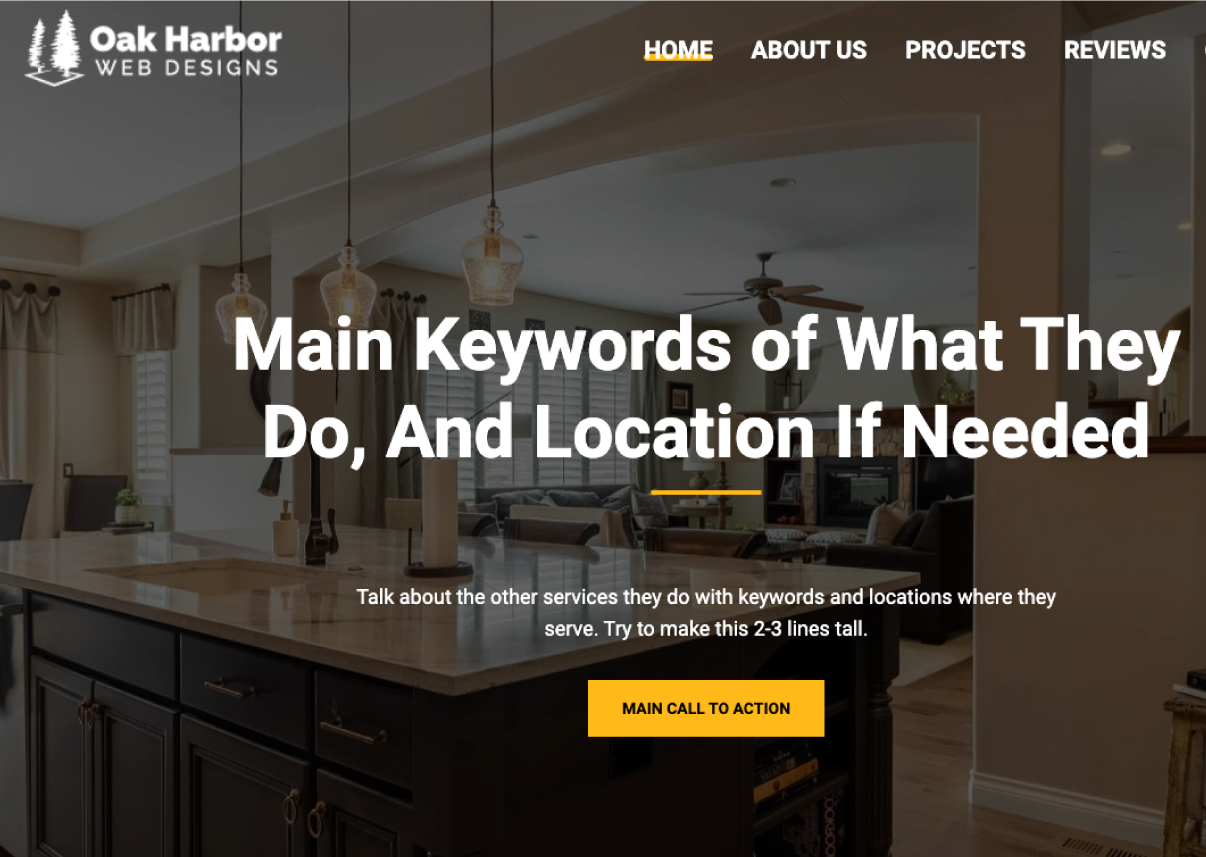 Oak Harbor
WEB DESIGNS
HOME ABOUT US PROJECTS REVIEWS
Main Keywords of What They
Do, And Location If Needed
Talk about the other services they do with keywords and locations where they
serve. Try to make this 2-3 lines tall.
MAIN CALL TO ACTION